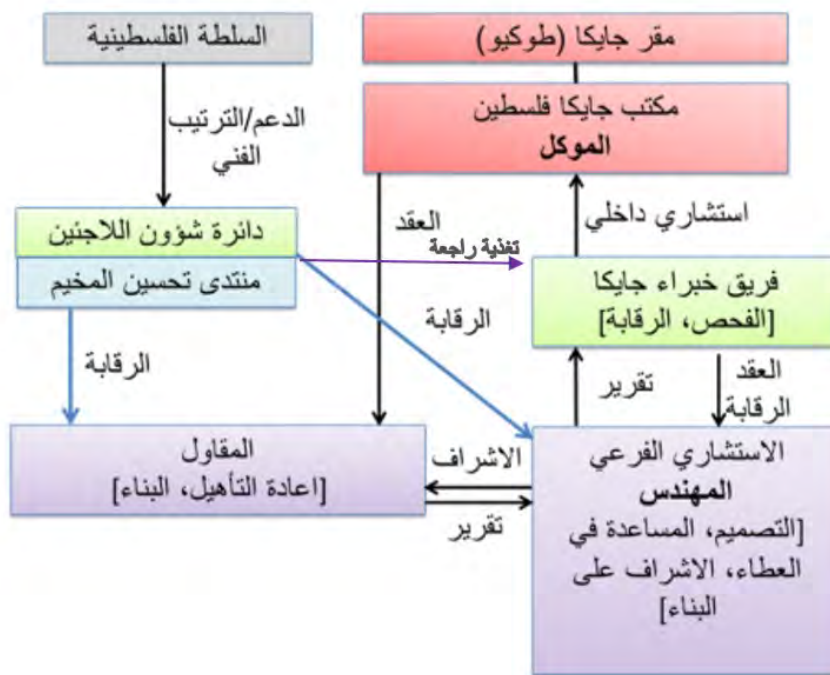 السلطة الفلسطينية
مقر جايكا (طوكيو)
مكتب جايكا فلسطين
الموكل
الدعم/الترتيب
الفني
العقد
استشاري داخلي
دائرة شؤون اللاجئين
منتدى تحسين المخيم
تغذية راجعة
فريق خبراء جايكا
[الفحص، الرقابة]
الرقابة
الرقابة
تقرير
العقد
الرقابة
المقاول
[اعادة التأهيل، البناء]
الاشراف
تقرير
الاستشاري الفرعي
المهندس
[التصميم، المساعدة في
العطاء، الاشراف على
البناء]